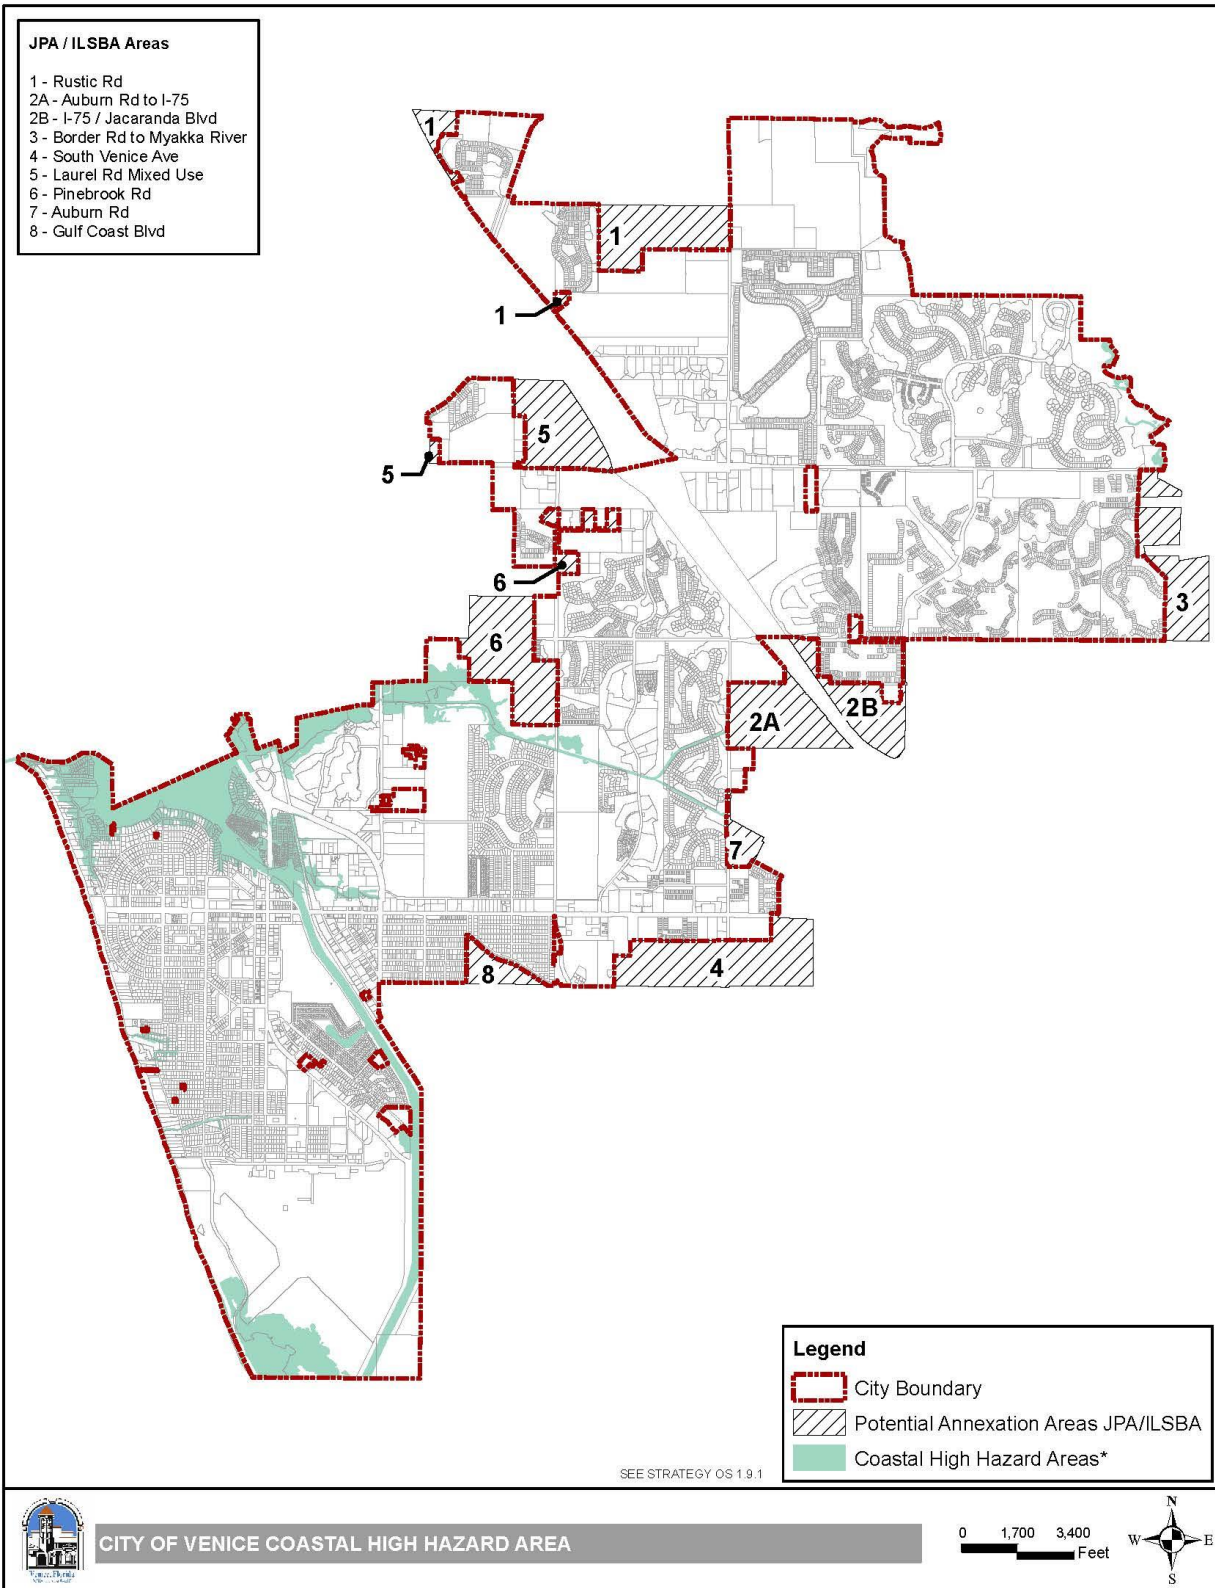 JPA / ILSBA Areas
1 - Rustic Rd
2A - Auburn Rd to I-75
2B - I-75 / Jacaranda Blvd
3 - Border Rd to Myakka River
4 - South Venice Ave
5 - Laurel Rd Mixed Use
6 - Pinebrook Rd
7 - Auburn Rd
8 - Gulf Coast Blvd
1
1
1
5
5
6
6
3
2A
2B
7
4
8
Legend
City Boundary
Potential Annexation Areas JPA/ILSBA
Coastal High Hazard Areas*
SEE STRATEGY OS 1.9.1
Venice, Florida
CITY OF VENICE COASTAL HIGH HAZARD AREA
0 1,700 3,400
Feet
N
W E
S